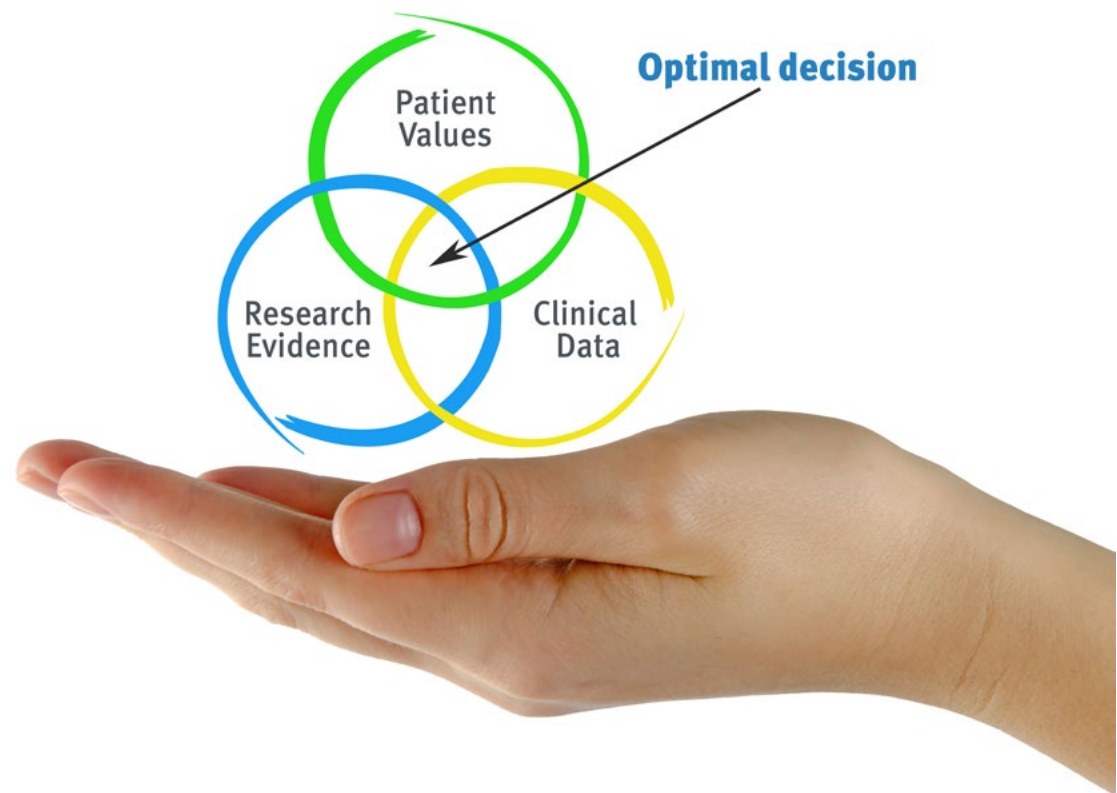 Optimal decision
Patient
Values
Research
Evidence
Clinical
Data